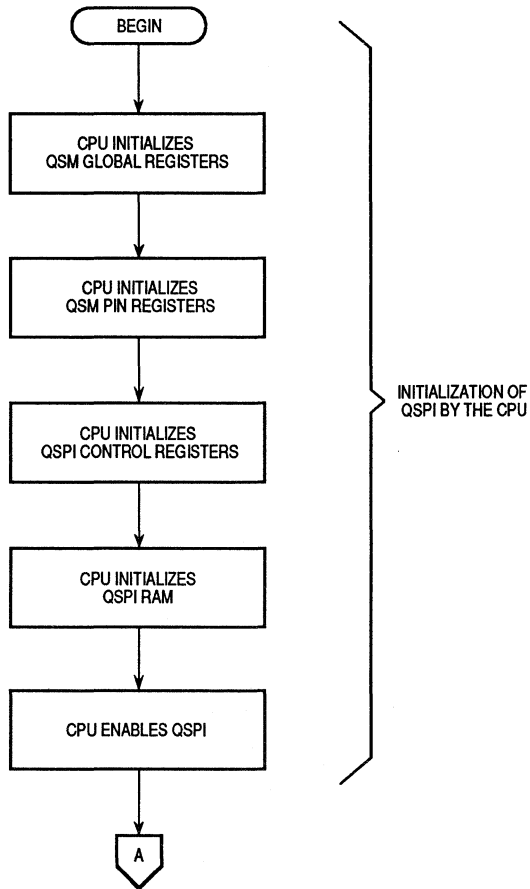 BEGIN
CPU INITIALIZES
QSM GLOBAL REGISTERS
CPU INITIALIZES
QSM PIN REGISTERS
CPU INITIALIZES
QSPI CONTROL REGISTERS
CPU INITIALIZES
QSPI RAM
CPU ENABLES QSPI
A
INITIALIZATION OF
QSPI BY THE CPU